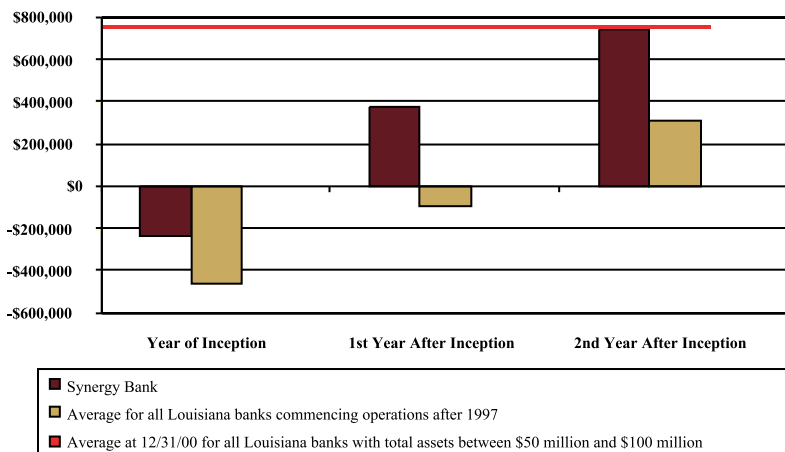 $800,000
$600,000
$400,000
$200,000
$0
-$200,000
-$400,000
-$600,000
Year of Inception 1st Year After Inception 2nd Year After Inception
Synergy Bank
Average for all Louisiana banks commencing operations after 1997
Average at 12/31/00 for all Louisiana banks with total assets between $50 million and $100 million